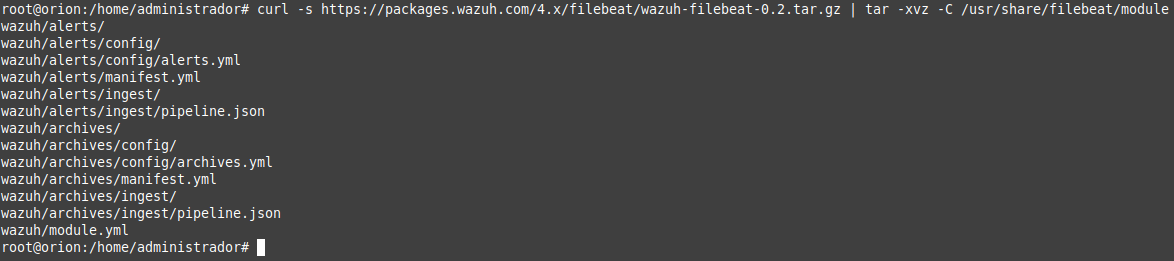 root@orion:/home/administrador# curl -s https://packages.wazuh.com/4.x/filebeat/wazuh-filebeat-0.2.tar.gz | tar -xvz -C /usr/share/filebeat/module
wazuh/alerts/
wazuh/alerts/config/
wazuh/alerts/config/alerts.yml
wazuh/alerts/manifest.yml
wazuh/alerts/ingest/
wazuh/alerts/ingest/pipeline.json
wazuh/archives/
wazuh/archives/config/
wazuh/archives/config/archives.yml
wazuh/archives/manifest.yml
wazuh/archives/ingest/
wazuh/archives/ingest/pipeline.json
wazuh/module.yml
root@orion:/home/administrador#